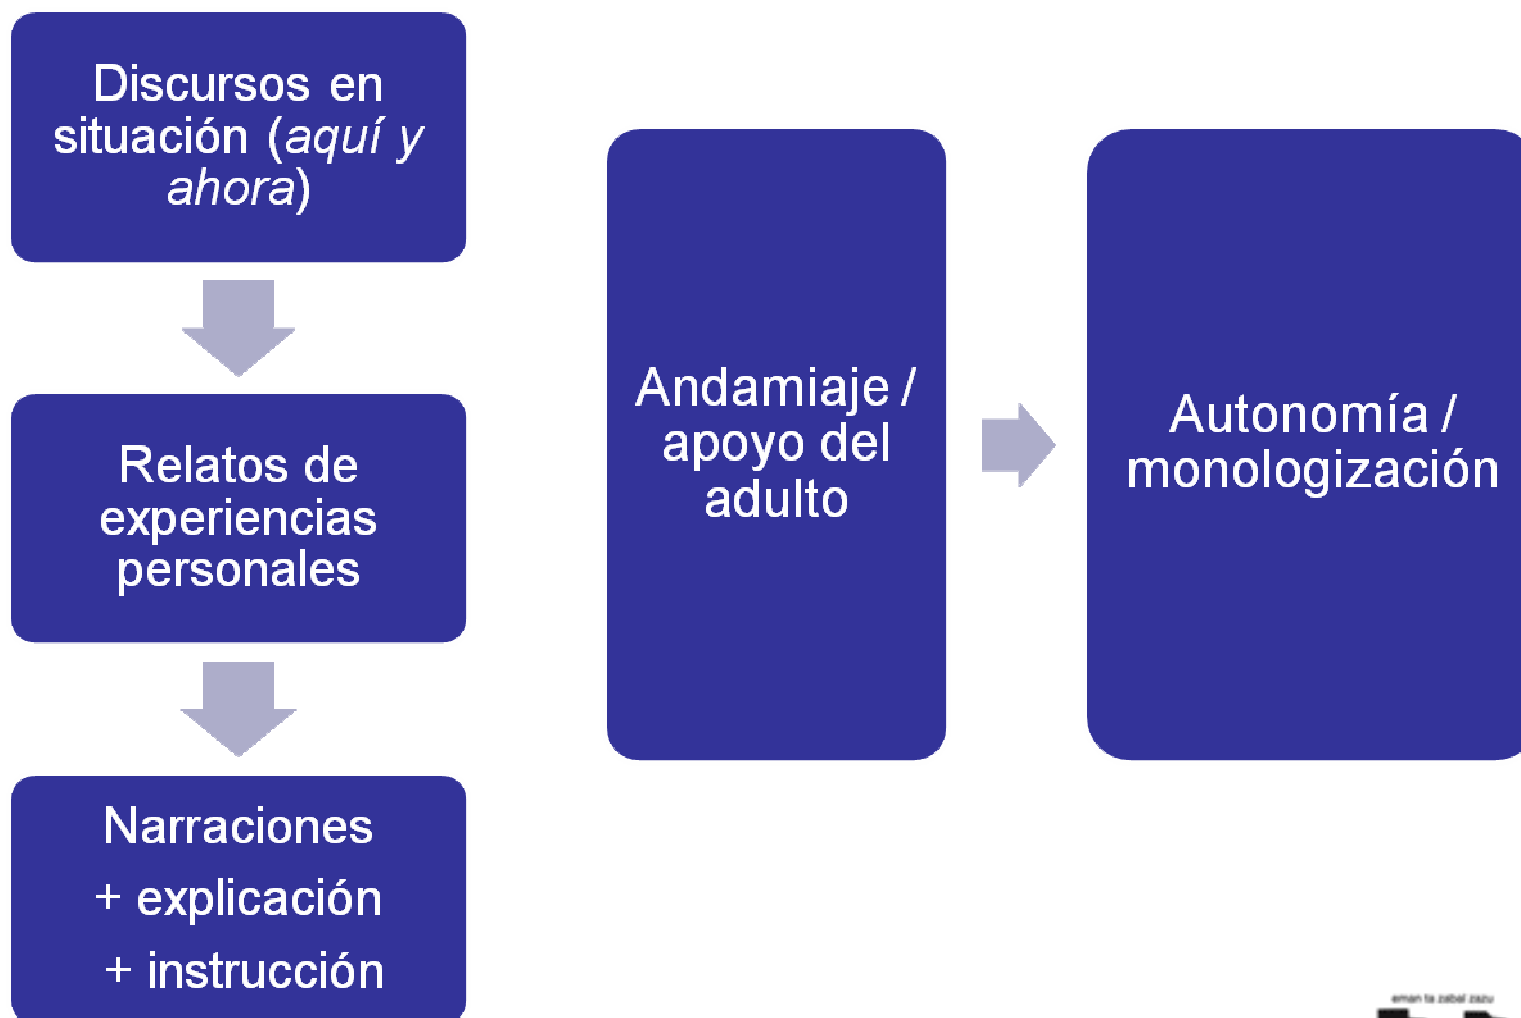 Discursos en
situación (aquí y
ahora)
Relatos de
experiencias
personales
Narraciones
+ explicación
+ instrucción
Andamiaje /
apoyo del
adulto
Autonomía /
monologización
eman ta zabal zazu